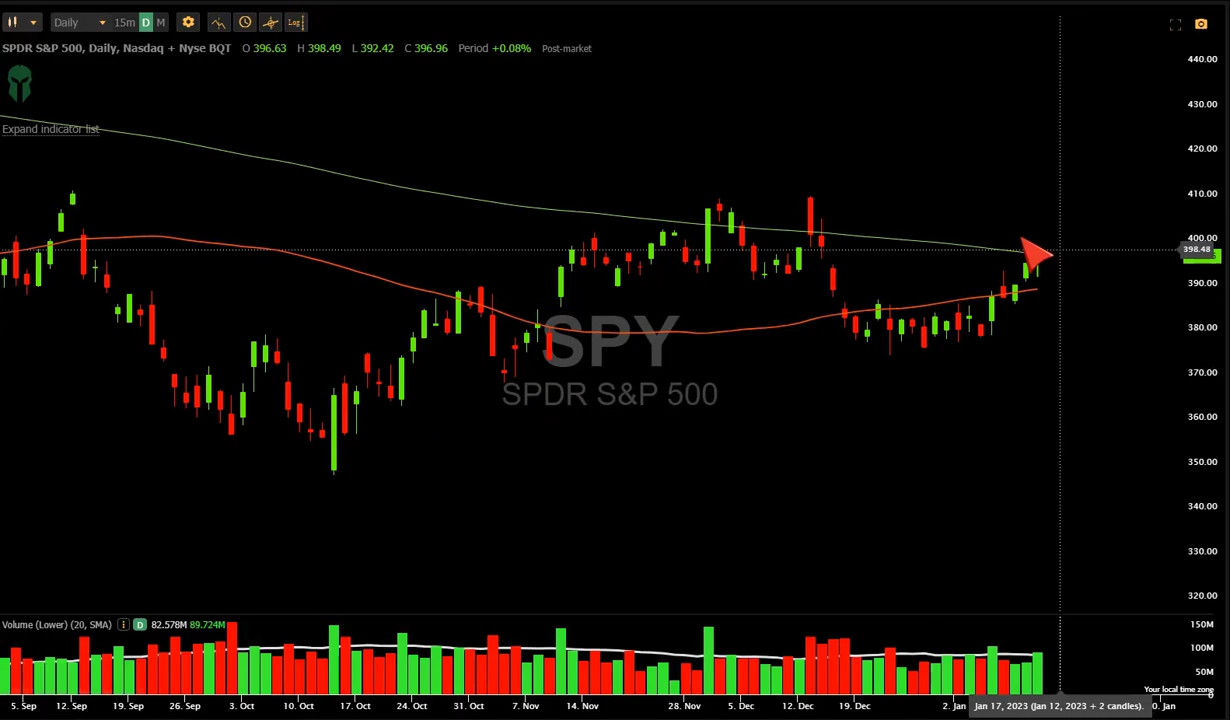 Daily 15m D M Log
SPDR S&P 500, Daily, Nasdaq + Nyse BQT O 396.63 H 398.49 L 392.42 C 396.96 Period +0.08% Post-market
Expand indicator list
440.00
430.00
420.00
410.00
400.00
398.48
390.00
380.00
370.00
360.00
350.00
340.00
330.00
320.00
SPY
SPDR S&P 500
Volume (Lower) (20, SMA) D 82.578M 89.724M
150M
100M
50M
Your local time zone
0
5. Sep 12. Sep 19. Sep 26. Sep 3. Oct 10. Oct 17. Oct 24. Oct 31. Oct 7. Nov 14. Nov 28. Nov 5. Dec 12. Dec 19. Dec 2. Jan Jan 17, 2023 (Jan 12, 2023 + 2 candles). 0. Jan